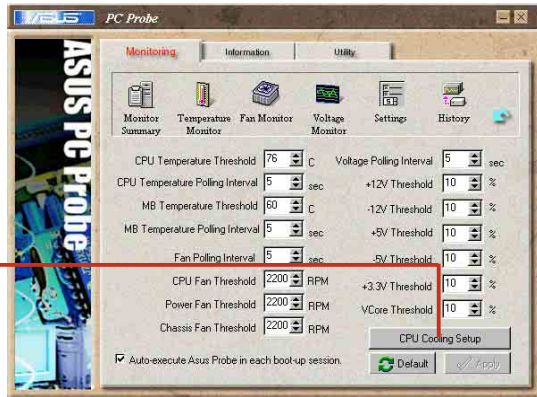 ASUS PC Probe
ASUS PC Probe
Monitoring Information Utility
Monitor Summary
Temperature Monitor
Fan Monitor
Voltage Monitor
Settings
History
CPU Temperature Threshold 76 C
CPU Temperature Polling Interval 5 sec
MB Temperature Threshold 60 C
MB Temperature Polling Interval 5 sec
Fan Polling Interval 5 sec
CPU Fan Threshold 2200 RPM
Power Fan Threshold 2200 RPM
Chassis Fan Threshold 2200 RPM
Voltage Polling Interval 5 sec
+12V Threshold 10 %
-12V Threshold 10 %
+5V Threshold 10 %
-5V Threshold 10 %
+3.3V Threshold 10 %
VCore Threshold 10 %
CPU Cooling Setup
Auto-execute Asus Probe in each boot-up session.
Default
Apply